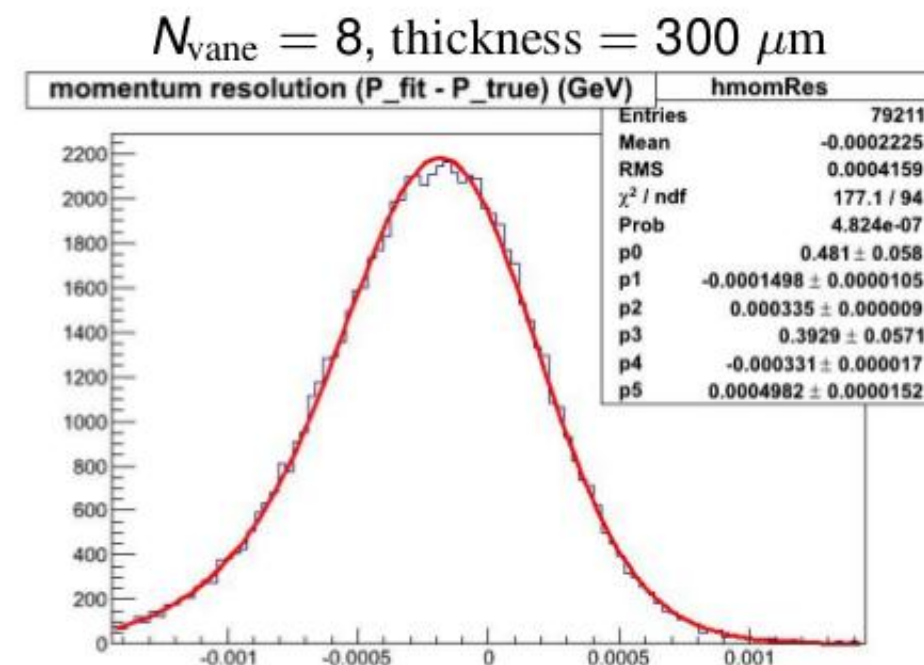 N_vane = 8, thickness = 300 μm
momentum resolution (P_fit - P_true) (GeV)
hmomRes
Entries 79211
Mean -0.0002225
RMS 0.0004159
χ² / ndf 177.1 / 94
Prob 4.824e-07
p0 0.481 ± 0.058
p1 -0.0001498 ± 0.0000105
p2 0.000335 ± 0.000009
p3 0.3929 ± 0.0571
p4 -0.000331 ± 0.000017
p5 0.0004982 ± 0.0000152
2200
2000
1800
1600
1400
1200
1000
800
600
400
200
0
-0.001 -0.0005 0 0.0005 0.001